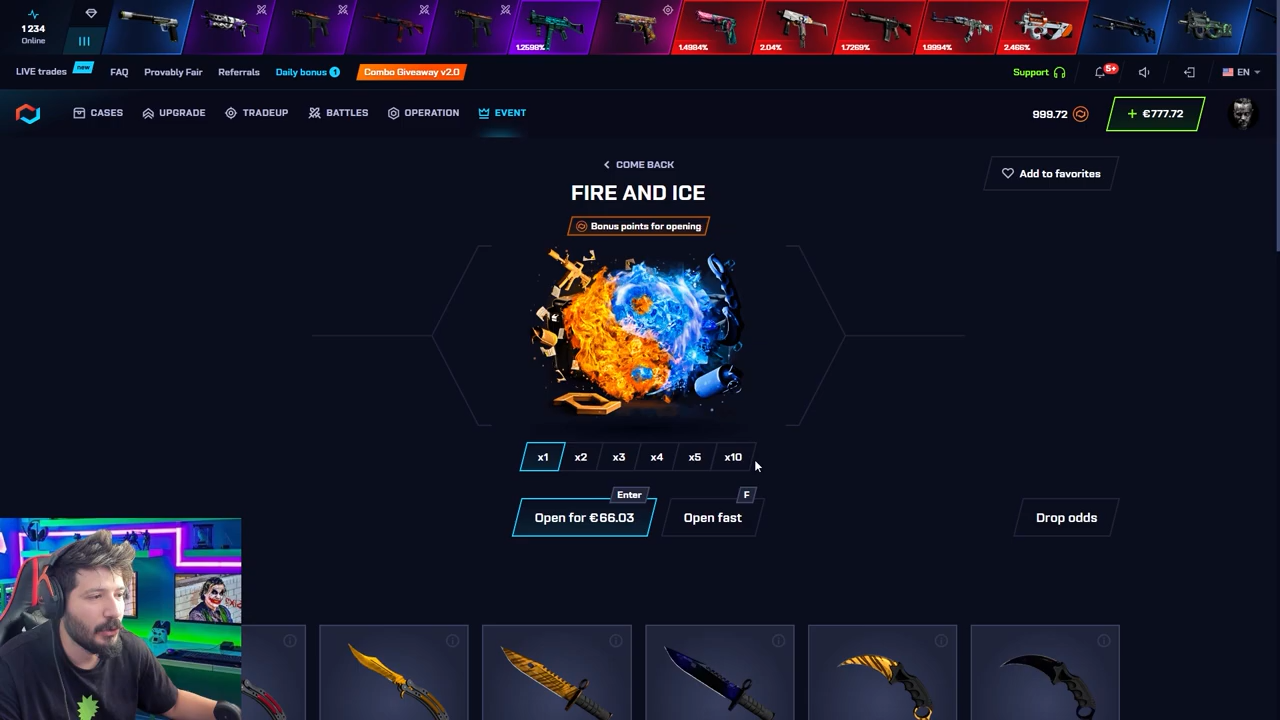 1 234
Online
1.2598%
1.4984%
2.04%
1.7269%
1.9994%
2.466%
LIVE trades
new
FAQ
Provably Fair
Referrals
Daily bonus 1
Combo Giveaway v2.0
Support
5+
EN
CASES
UPGRADE
TRADEUP
BATTLES
OPERATION
EVENT
999.72
+ €777.72
COME BACK
FIRE AND ICE
Add to favorites
Bonus points for opening
x1
x2
x3
x4
x5
x10
Enter
F
Open for €66.03
Open fast
Drop odds